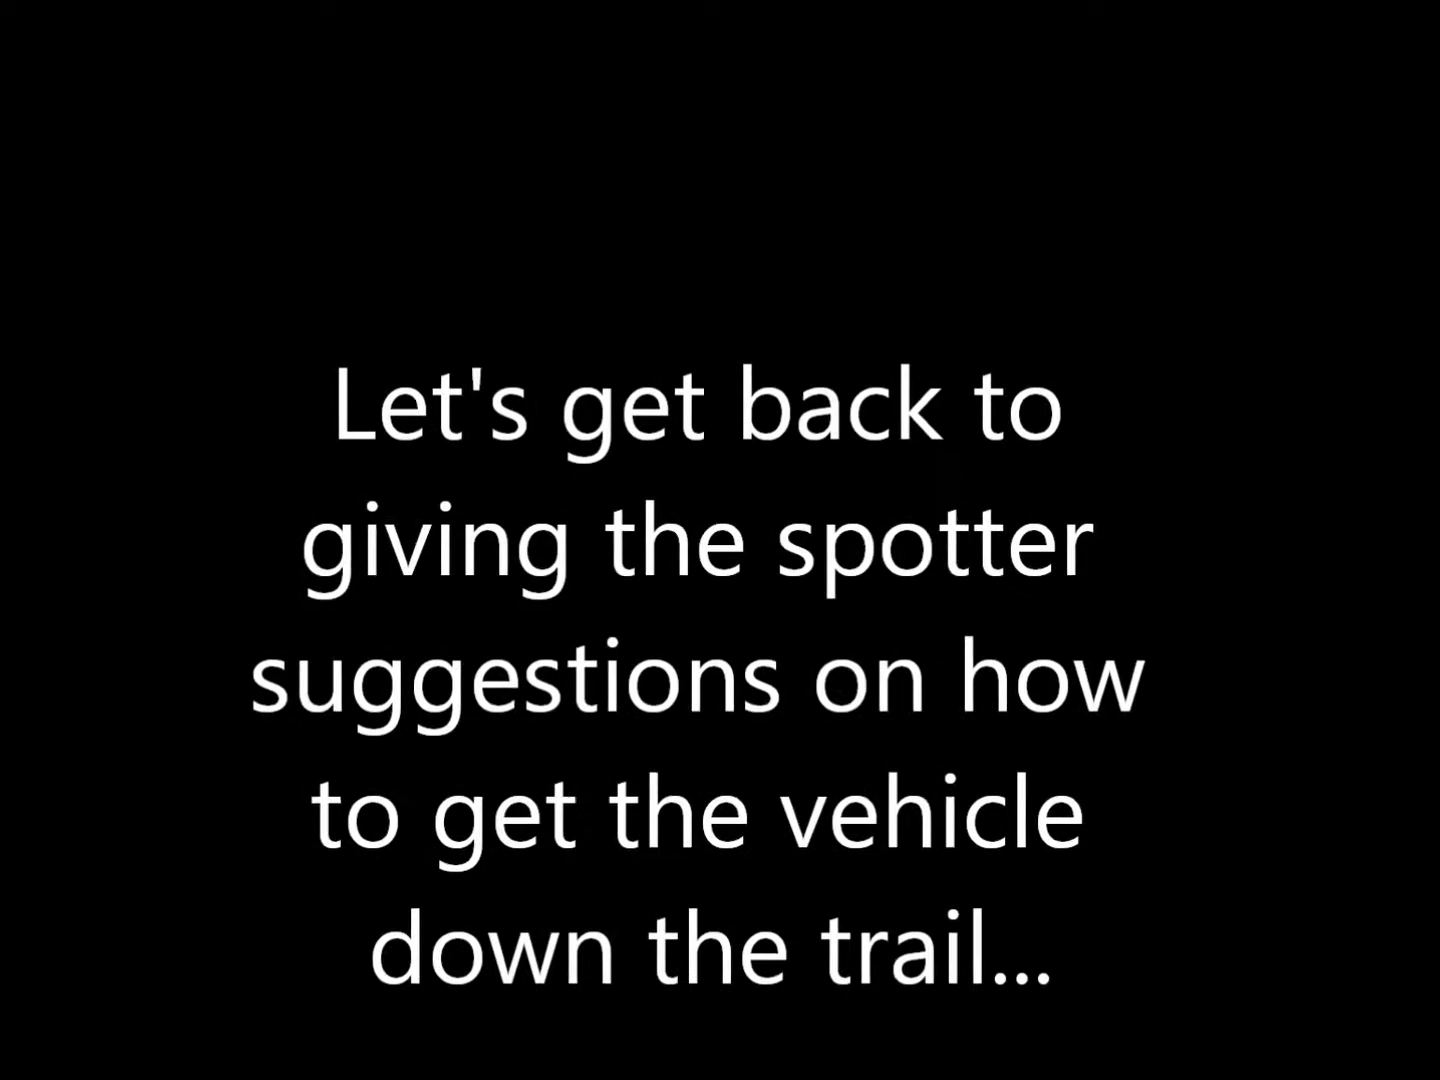 Let's get back to
giving the spotter
suggestions on how
to get the vehicle
down the trail...